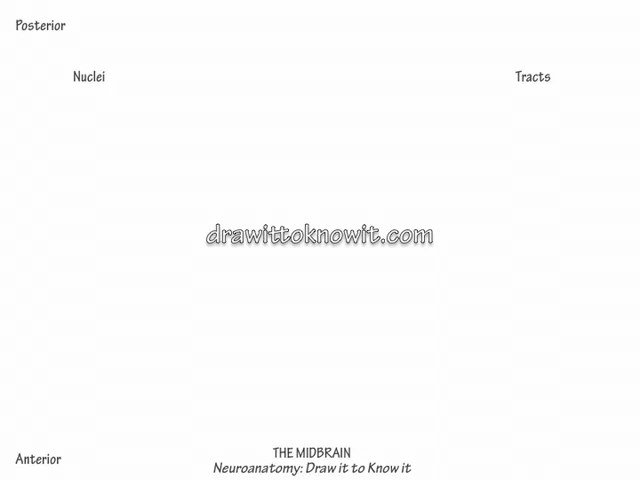 Posterior
Nuclei
Tracts
drawittoknowit.com
Anterior
THE MIDBRAIN
Neuroanatomy: Draw it to Know it